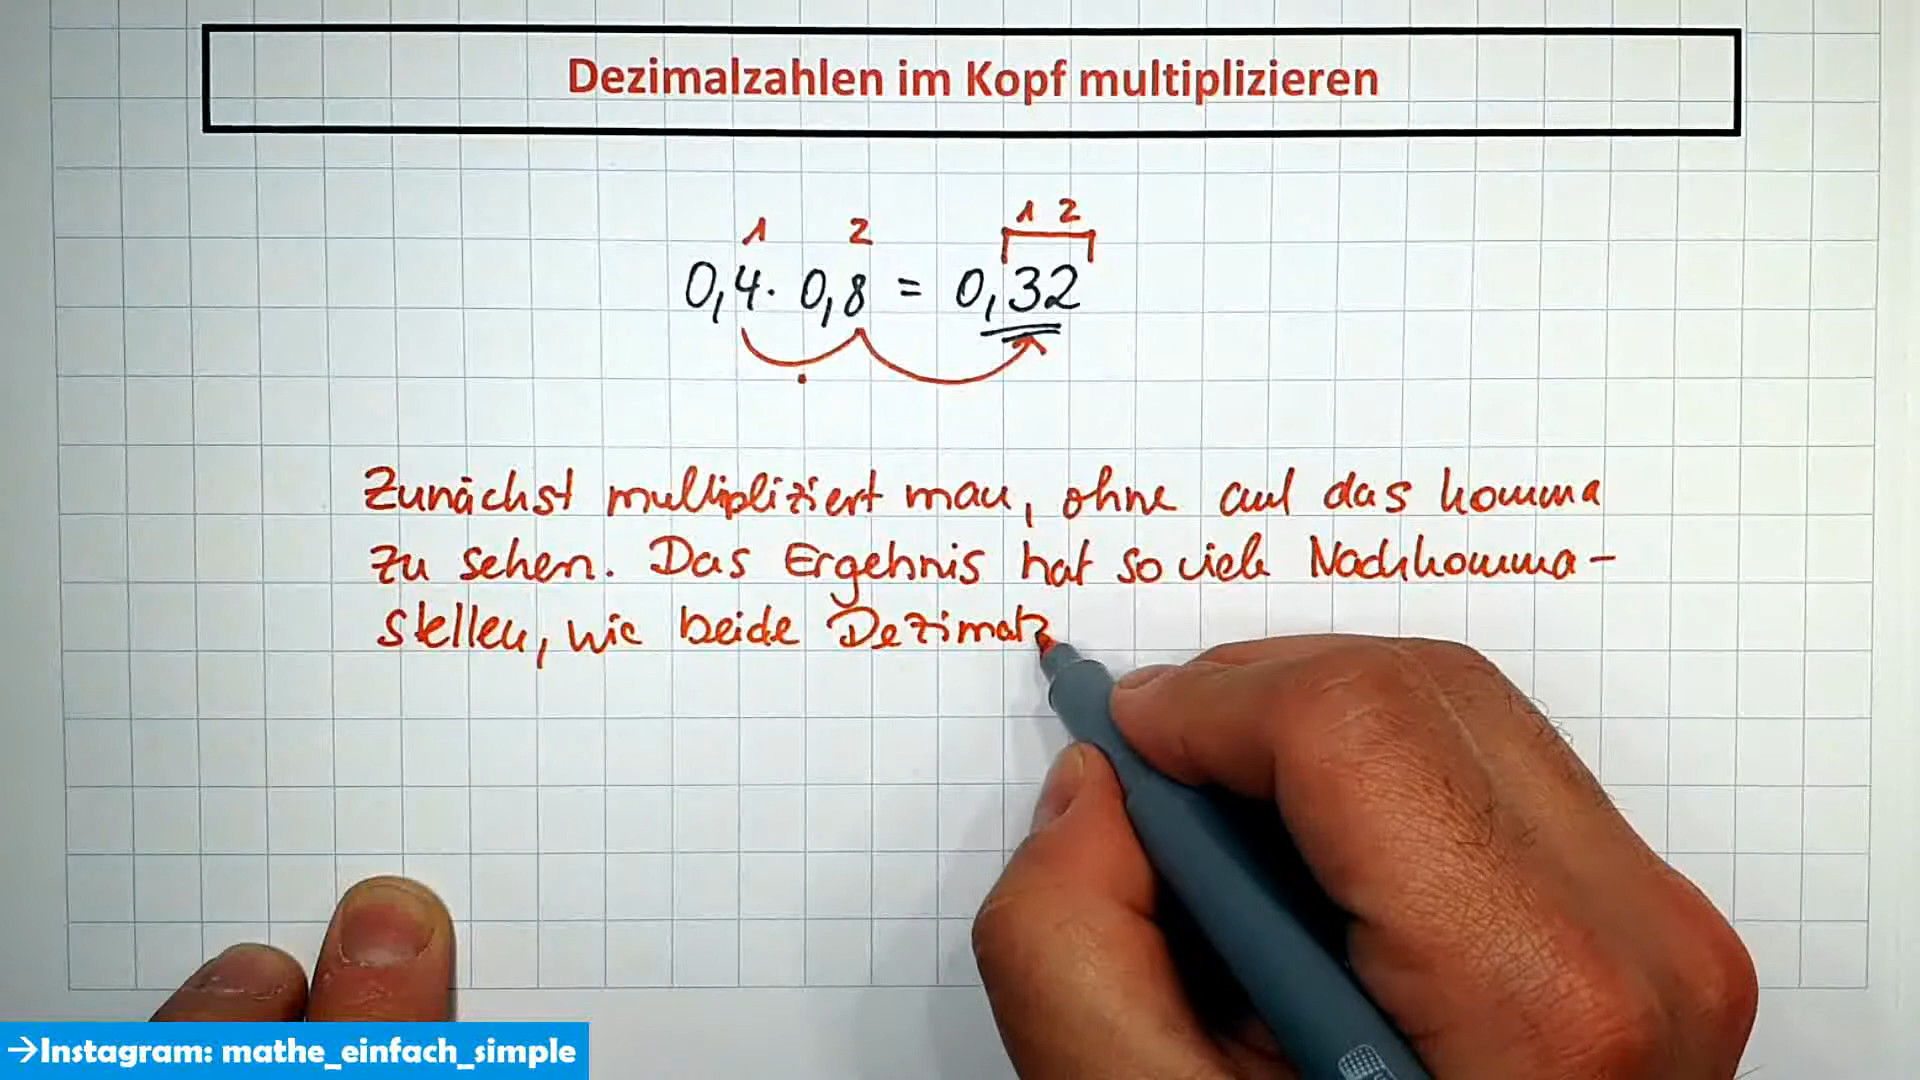 Dezimalzahlen im Kopf multiplizieren
1 2 1 2
0,4 · 0,8 = 0,32
Zunächst multipliziert man, ohne auf das Komma
zu sehen. Das Ergebnis hat so viele Nachkomma-
stellen, wie beide Dezimalz
→Instagram: mathe_einfach_simple